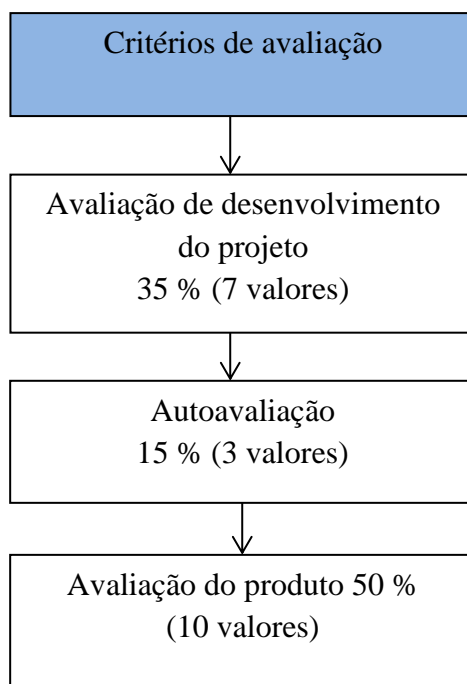 Critérios de avaliação
Avaliação de desenvolvimento
do projeto
35 % (7 valores)
Autoavaliação
15 % (3 valores)
Avaliação do produto 50 %
(10 valores)